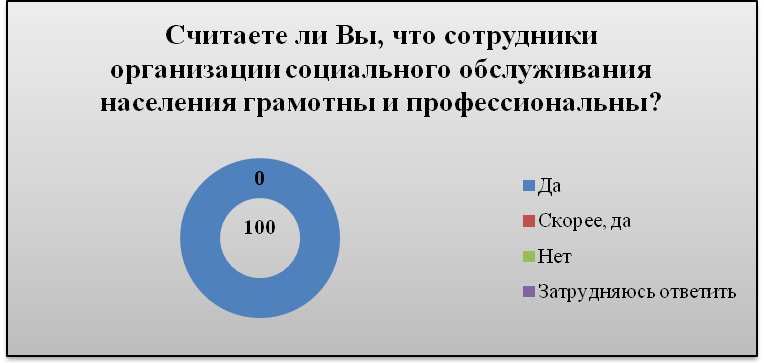 Считаете ли Вы, что сотрудники
организации социального обслуживания
населения грамотны и профессиональны?
0
100
Да
Скорее, да
Нет
Затрудняюсь ответить